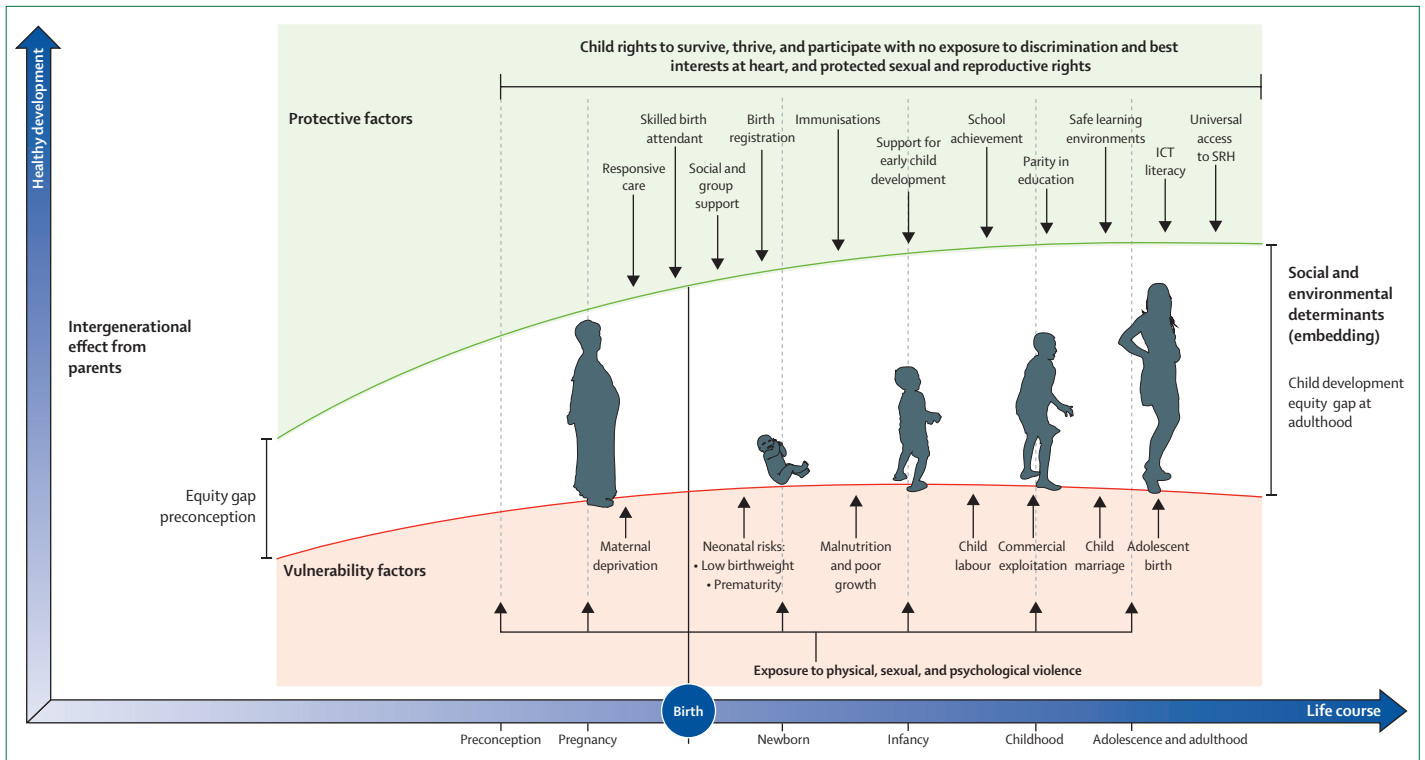 Child rights to survive, thrive, and participate with no exposure to discrimination and best
interests at heart, and protected sexual and reproductive rights
Healthy development
Protective factors
Responsive
care
Skilled birth
attendant
Social and
group
support
Birth
registration
Immunisations
Support for
early child
development
School
achievement
Parity in
education
Safe learning
environments
ICT
literacy
Universal
access
to SRH
Intergenerational
effect from
parents
Social and
environmental
determinants
(embedding)
Child development
equity gap at
adulthood
Equity gap
preconception
Vulnerability factors
Maternal
deprivation
Neonatal risks:
• Low birthweight
• Prematurity
Malnutrition
and poor
growth
Child
labour
Commercial
exploitation
Child
marriage
Adolescent
birth
Exposure to physical, sexual, and psychological violence
Birth
Life course
Preconception
Pregnancy
Newborn
Infancy
Childhood
Adolescence and adulthood